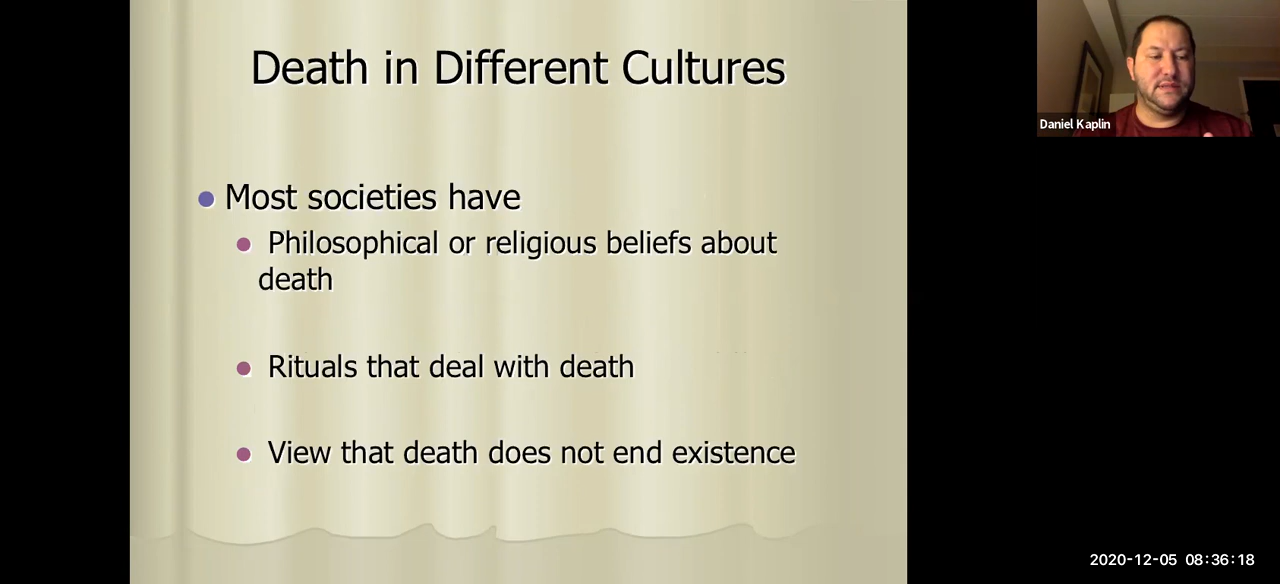 Death in Different Cultures
Daniel Kaplin
Most societies have
Philosophical or religious beliefs about
death
Rituals that deal with death
View that death does not end existence
2020-12-05 08:36:18